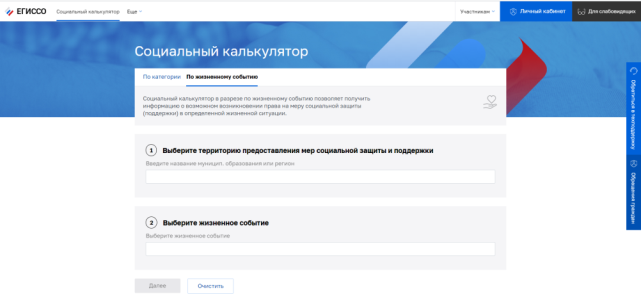 ЕГИССО
Социальный калькулятор
Еще
Участникам
Личный кабинет
Для слабовидящих
Социальный калькулятор
По категории
По жизненному событию
Социальный калькулятор в разрезе по жизненному событию позволяет получить
информацию о возможном возникновении права на меру социальной защиты
(поддержки) в определенной жизненной ситуации.
1 Выберите территорию предоставления мер социальной защиты и поддержки
Введите название муницип. образования или регион
2 Выберите жизненное событие
Выберите жизненное событие
Далее
Очистить
Обратиться в техподдержку
Обращения граждан